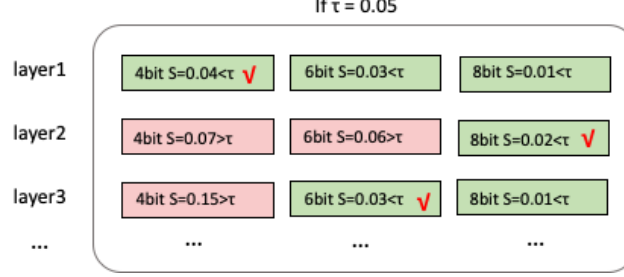 If τ = 0.05
layer1 4bit S=0.04<τ √ 6bit S=0.03<τ 8bit S=0.01<τ
layer2 4bit S=0.07>τ 6bit S=0.06>τ 8bit S=0.02<τ √
layer3 4bit S=0.15>τ 6bit S=0.03<τ √ 8bit S=0.01<τ
... ... ... ...